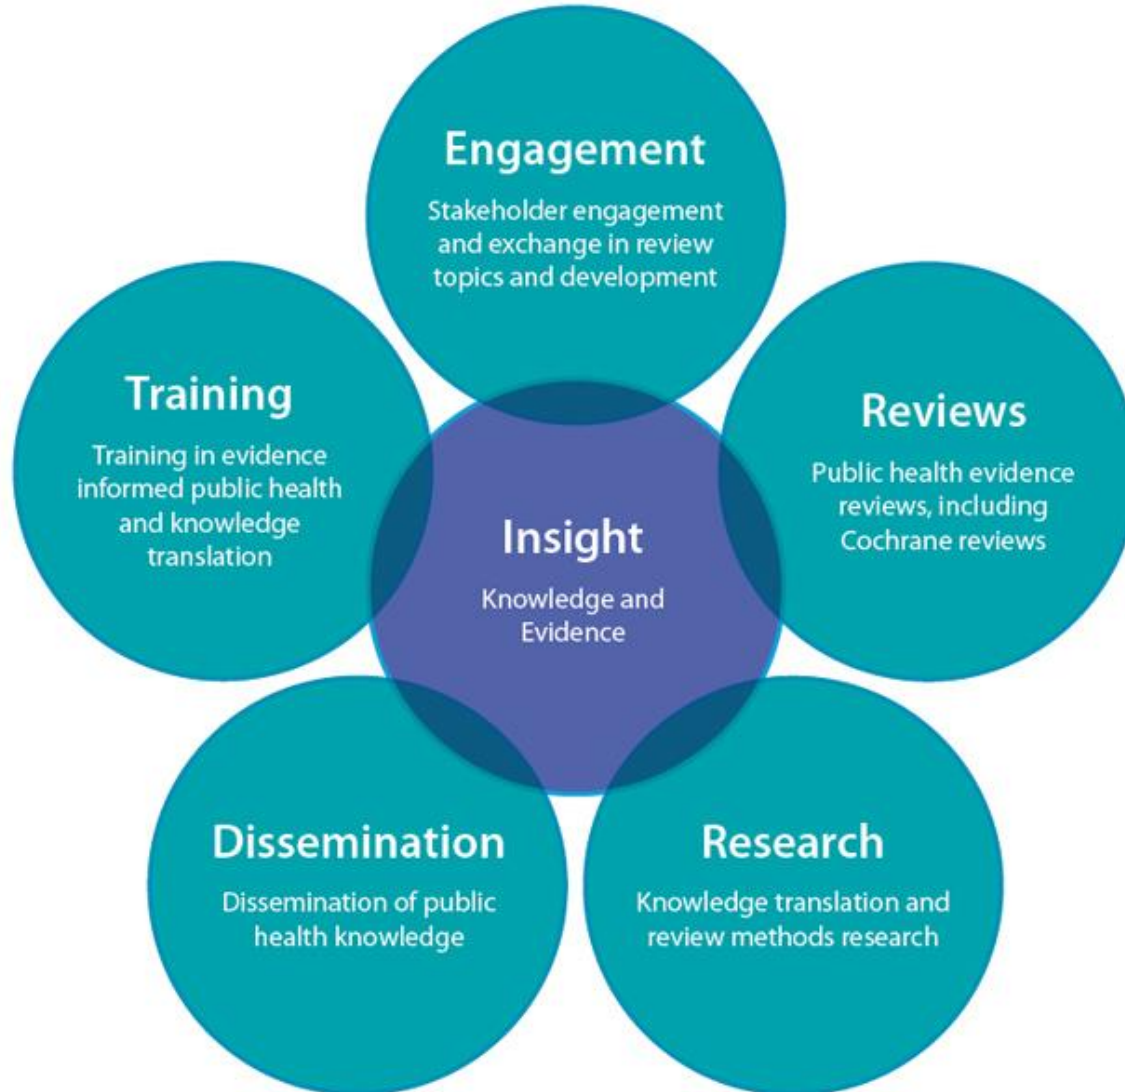 Engagement
Stakeholder engagement
and exchange in review
topics and development
Training
Training in evidence
informed public health
and knowledge
translation
Reviews
Public health evidence
reviews, including
Cochrane reviews
Insight
Knowledge and
Evidence
Dissemination
Dissemination of public
health knowledge
Research
Knowledge translation and
review methods research